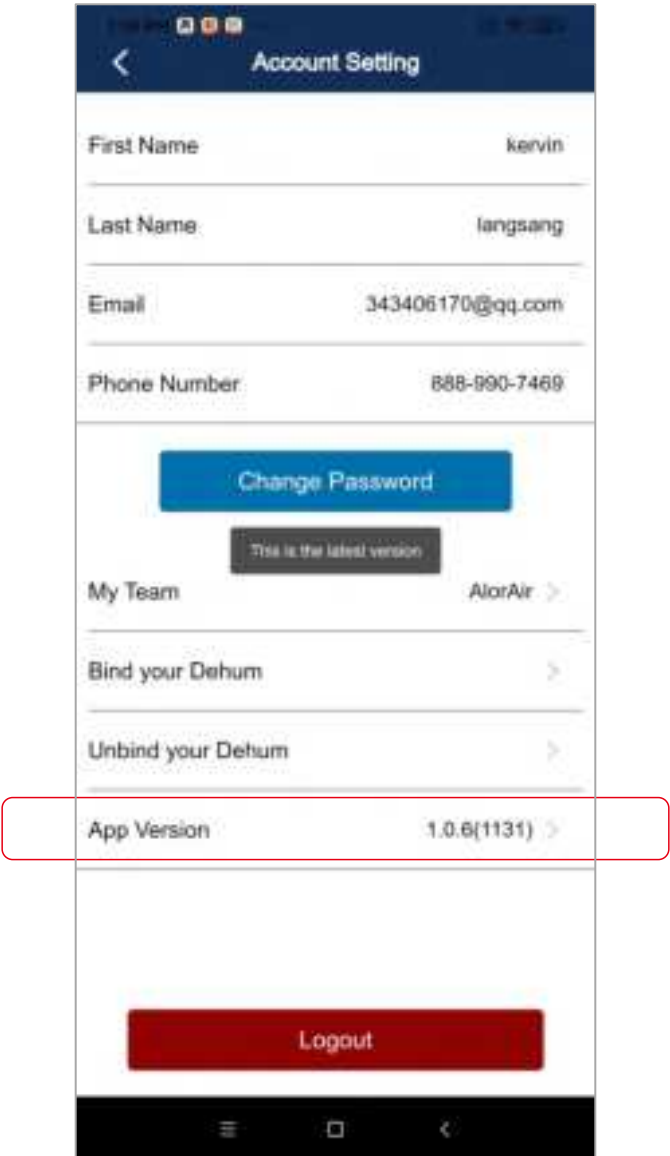 Account Setting
First Name kervin
Last Name langsang
Email 343406170@qq.com
Phone Number 888-990-7469
Change Password
This is the latest version
My Team AlorAir >
Bind your Dehum >
Unbind your Dehum >
App Version 1.0.6(1131) >
Logout